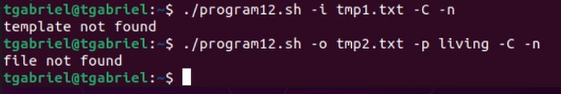 tgabriel@tgabriel:~$ ./program12.sh -i tmp1.txt -C -n
template not found
tgabriel@tgabriel:~$ ./program12.sh -o tmp2.txt -p living -C -n
file not found
tgabriel@tgabriel:~$